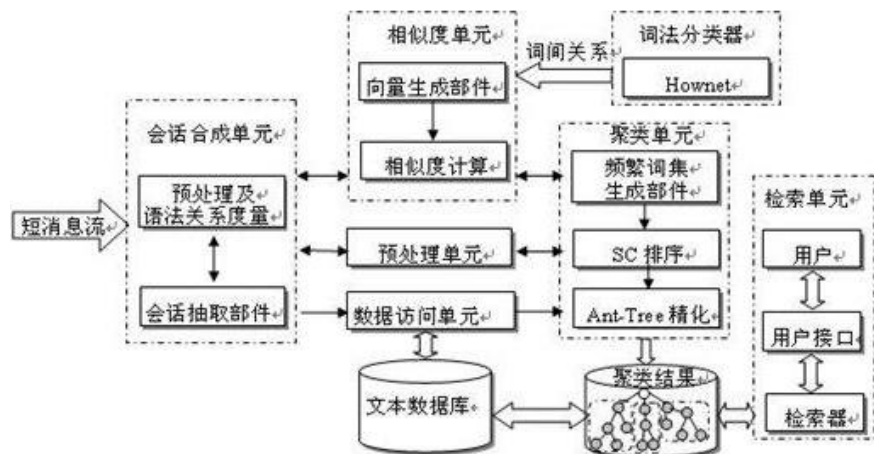 相似度单元
向量生成部件
相似度计算
词间关系
词法分类器
Hownet
会话合成单元
预处理及
语法关系度量
会话抽取部件
短消息流
预处理单元
数据访问单元
聚类单元
频繁词集
生成部件
SC 排序
Ant-Tree 精化
检索单元
用户
用户接口
检索器
文本数据库
聚类结果